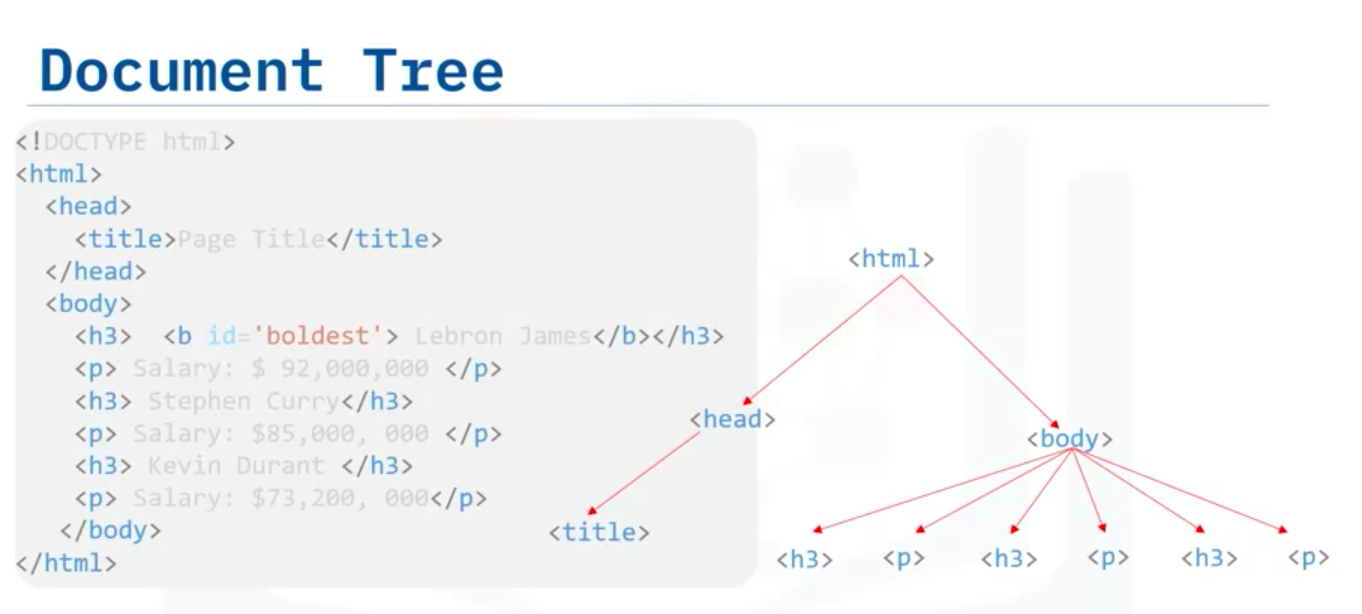 Document Tree
<!DOCTYPE html>
<html>
<head>
<title>Page Title</title>
</head>
<body>
<h3>  <b id='boldest'> Lebron James</b></h3>
<p> Salary: $ 92,000,000 </p>
<h3> Stephen Curry</h3>
<p> Salary: $85,000, 000 </p>
<h3> Kevin Durant </h3>
<p> Salary: $73,200, 000</p>
</body>
</html>
<html>
<head>
<body>
<title>
<h3> <p> <h3> <p> <h3> <p>